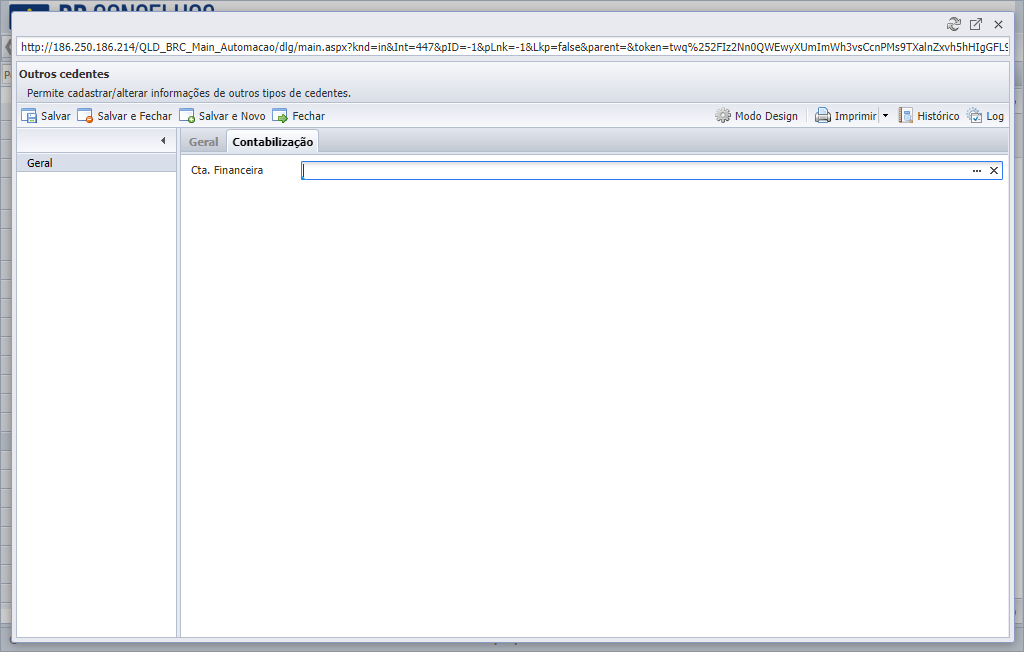 http://186.250.186.214/QLD_BRC_Main_Automacao/dlg/main.aspx?knd=in&Int=447&pID=-1&pLnk=-1&Lkp=false&parent=&token=twq%252FIz2Nn0QWEwyXUmImWh3vsCcnPMs9TXalnZxvh5hHIgGFL9
Outros cedentes
Permite cadastrar/alterar informações de outros tipos de cedentes.
Salvar Salvar e Fechar Salvar e Novo Fechar Modo Design Imprimir Histórico Log
Geral Contabilização
Geral
Cta. Financeira